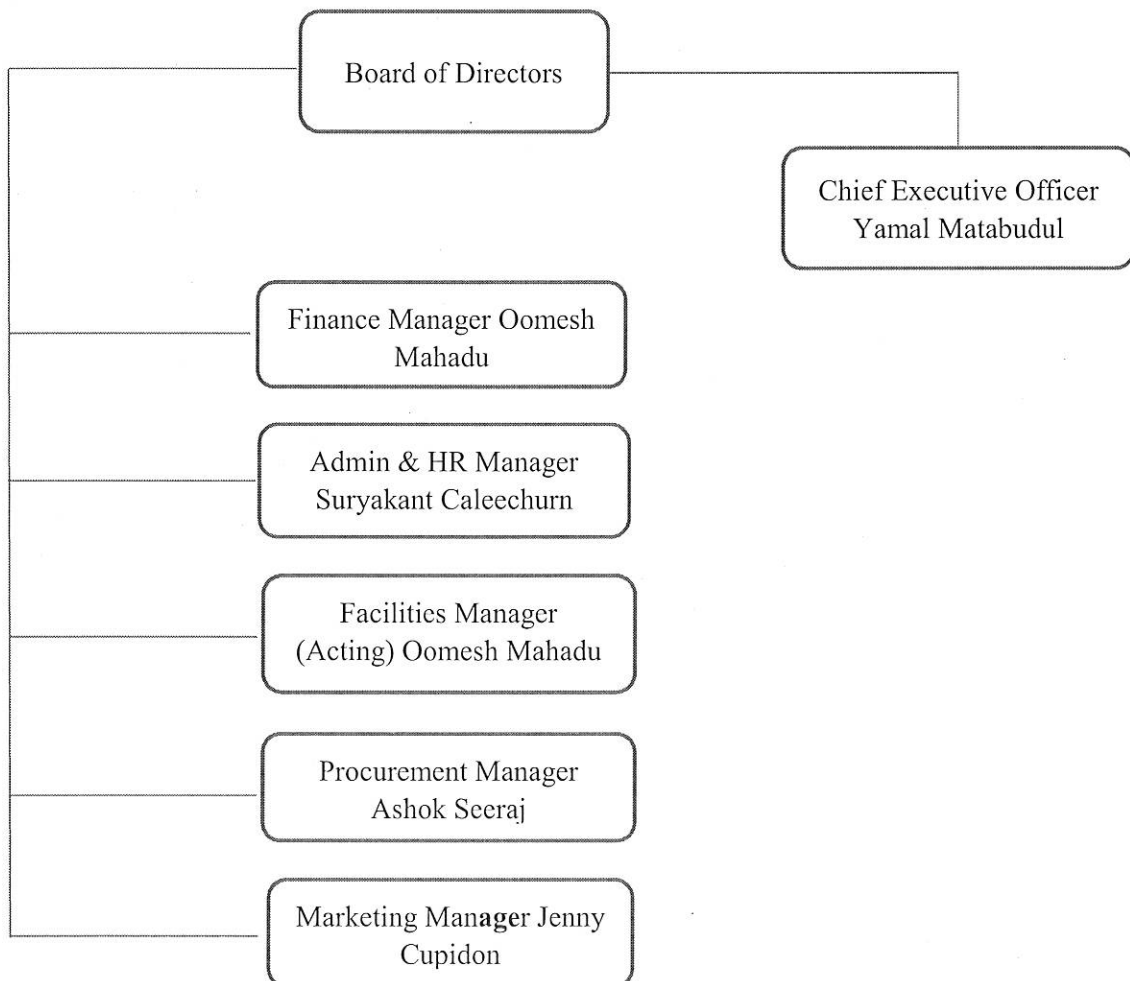 Board of Directors
Chief Executive Officer
Yamal Matabudul
Finance Manager Oomesh
Mahadu
Admin & HR Manager
Suryakant Caleechurn
Facilities Manager
(Acting) Oomesh Mahadu
Procurement Manager
Ashok Seeraj
Marketing Manager Jenny
Cupidon